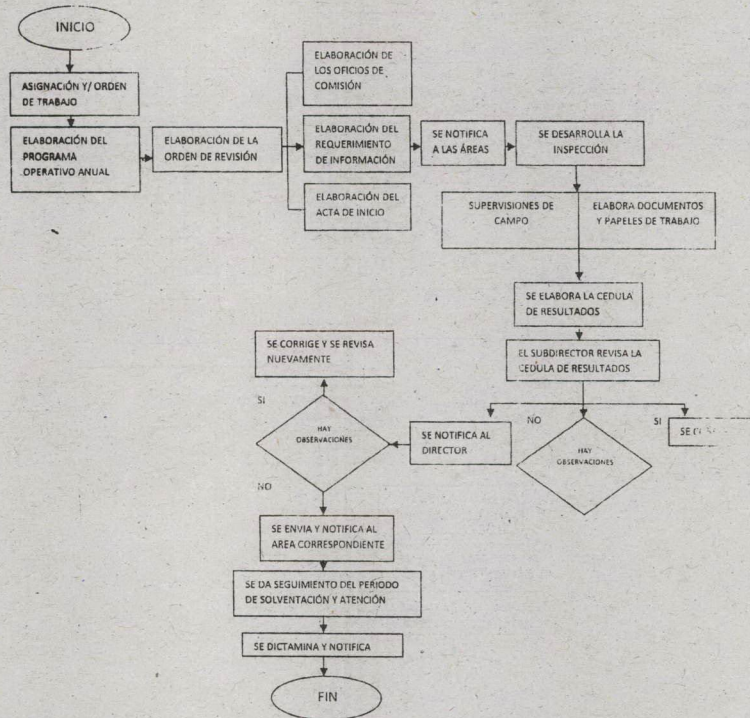 INICIO
ASIGNACIÓN Y/ ORDEN
DE TRABAJO
ELABORACIÓN DEL
PROGRAMA
OPERATIVO ANUAL
ELABORACIÓN DE LA
ORDEN DE REVISIÓN
ELABORACIÓN DE
LOS OFICIOS DE
COMISIÓN
ELABORACIÓN DEL
REQUERIMIENTO
DE INFORMACIÓN
ELABORACIÓN DEL
ACTA DE INICIO
SE NOTIFICA
A LAS ÁREAS
SE DESARROLLA LA
INSPECCIÓN
SUPERVISIONES DE
CAMPO
ELABORA DOCUMENTOS
Y PAPELES DE TRABAJO
SE ELABORA LA CEDULA
DE RESULTADOS
EL SUBDIRECTOR REVISA LA
CEDULA DE RESULTADOS
NO
SI
HAY
OBSERVACIONES
SE
SE NOTIFICA AL
DIRECTOR
HAY
OBSERVACIONES
SI
SE CORRIGE Y SE REVISA
NUEVAMENTE
NO
SE ENVIA Y NOTIFICA AL
AREA CORRESPONDIENTE
SE DA SEGUIMIENTO DEL PERIODO
DE SOLVENTACIÓN Y ATENCIÓN
SE DICTAMINA Y NOTIFICA
FIN